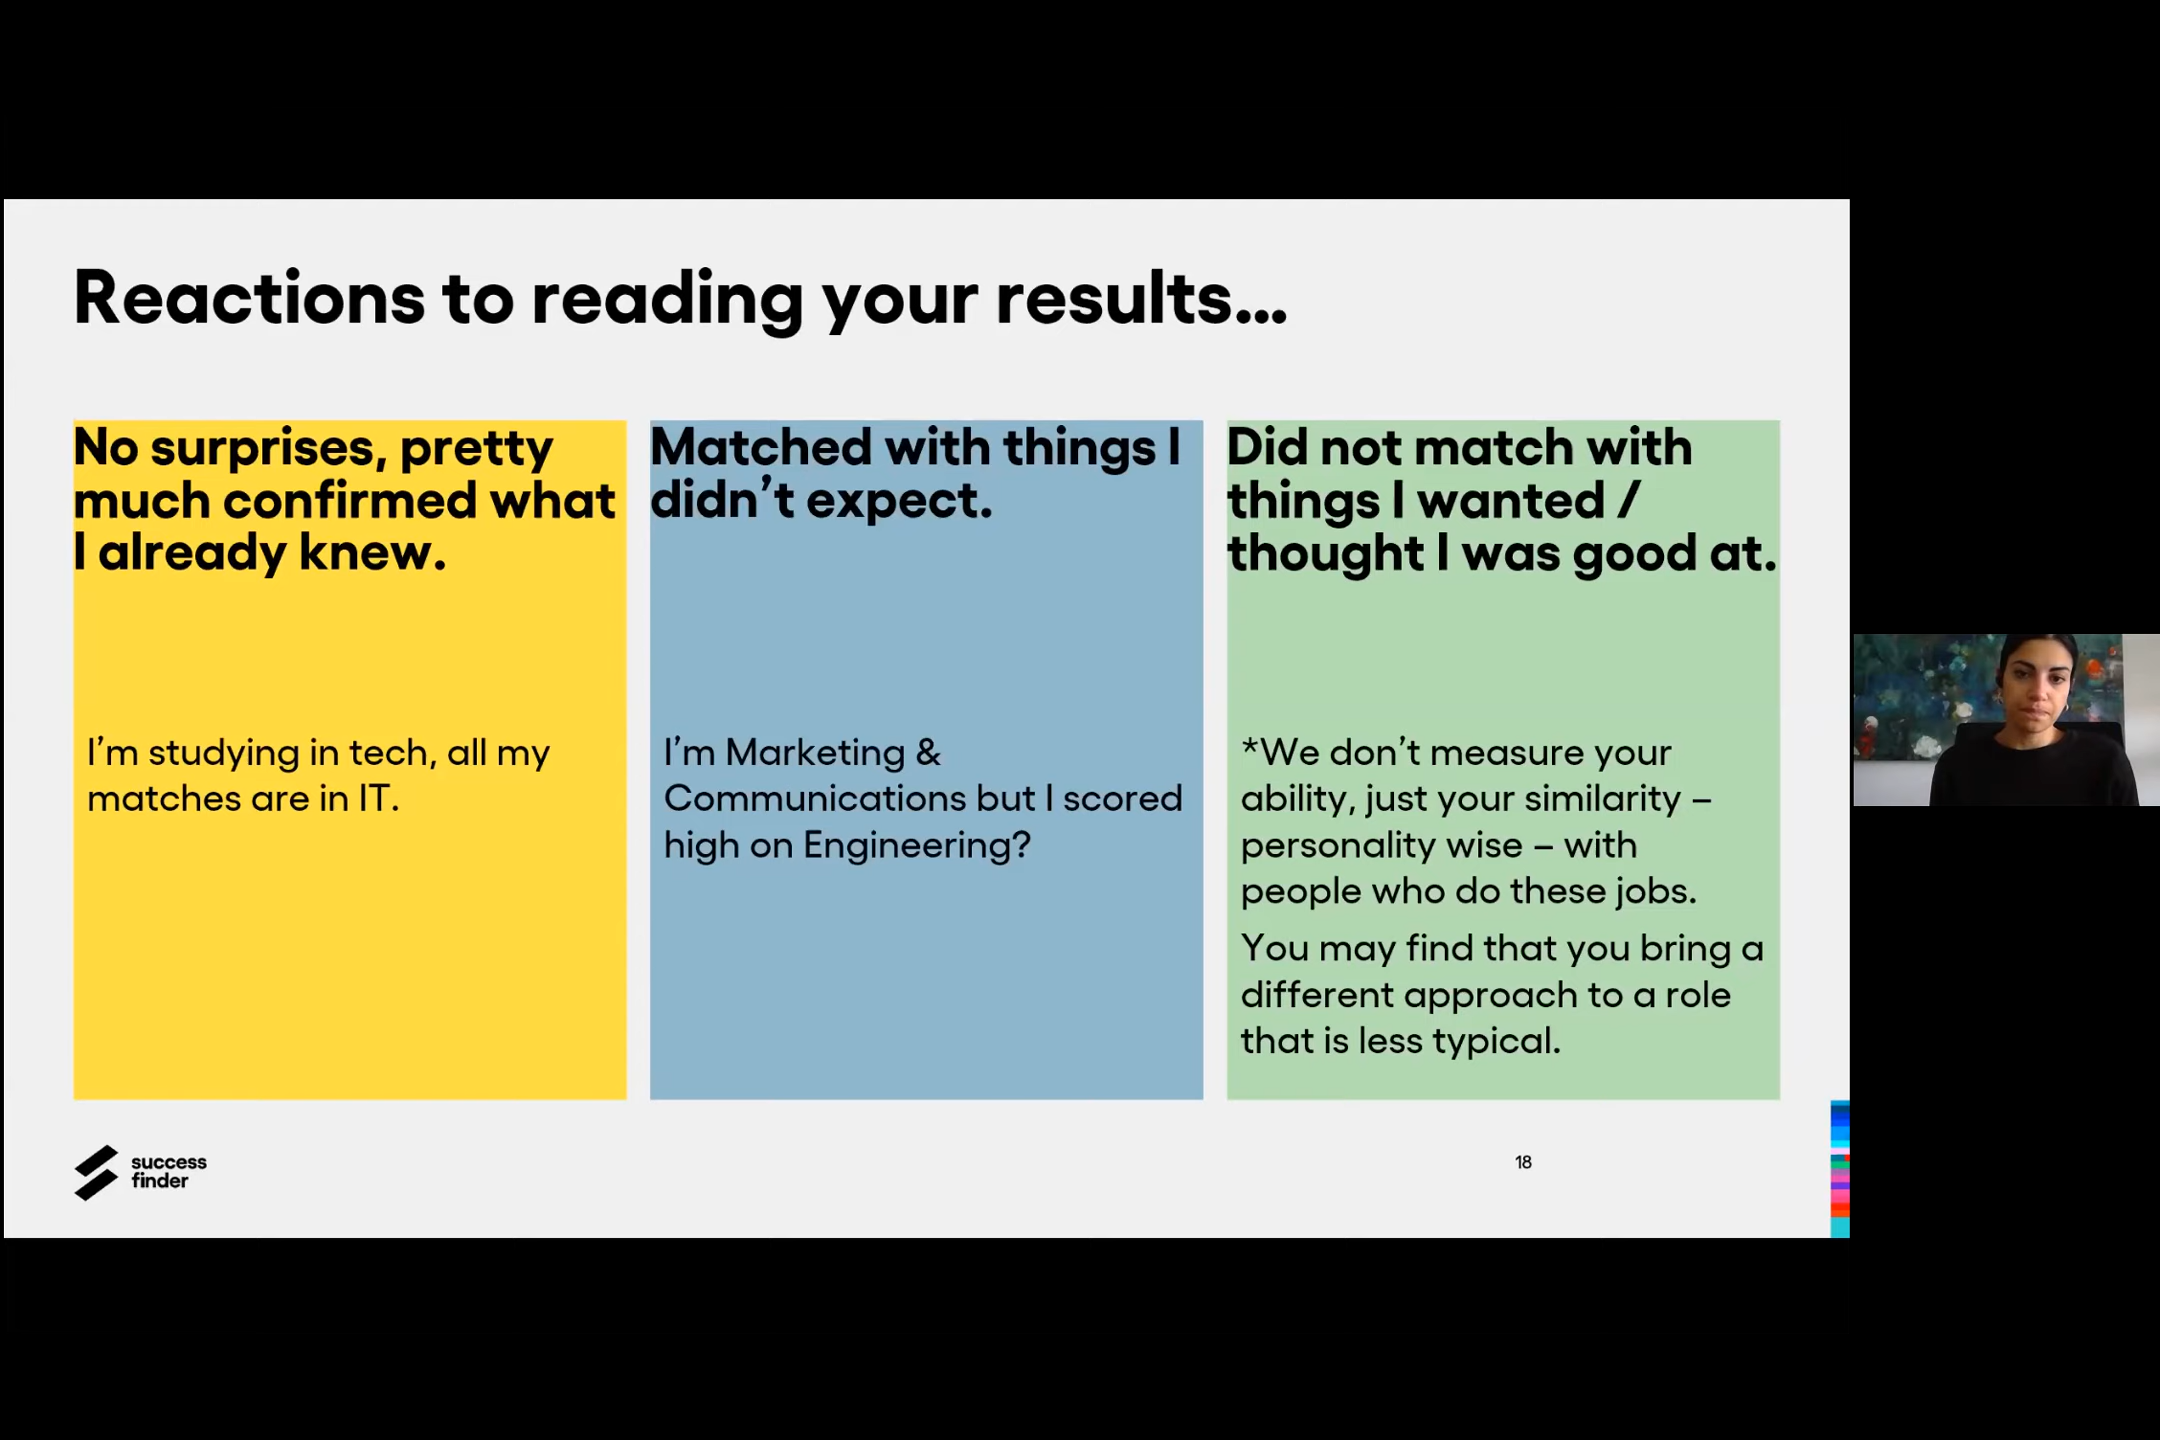 Reactions to reading your results...
No surprises, pretty
much confirmed what
I already knew.
I’m studying in tech, all my
matches are in IT.
Matched with things I
didn’t expect.
I’m Marketing &
Communications but I scored
high on Engineering?
Did not match with
things I wanted /
thought I was good at.
*We don’t measure your
ability, just your similarity –
personality wise – with
people who do these jobs.
You may find that you bring a
different approach to a role
that is less typical.
success
finder
18